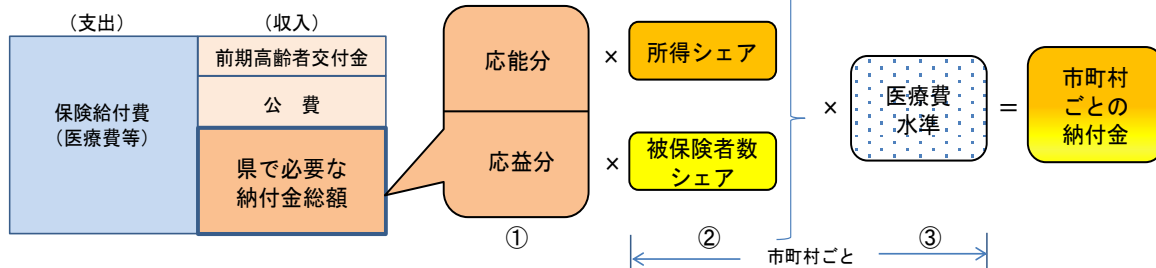 （支出）
（収入）
保険給付費
（医療費等）
前期高齢者交付金
公　費
県で必要な
納付金総額
応能分
応益分
×
所得シェア
×
被保険者数
シェア
×
医療費
水準
＝
市町村
ごとの
納付金
①
②
③
市町村ごと